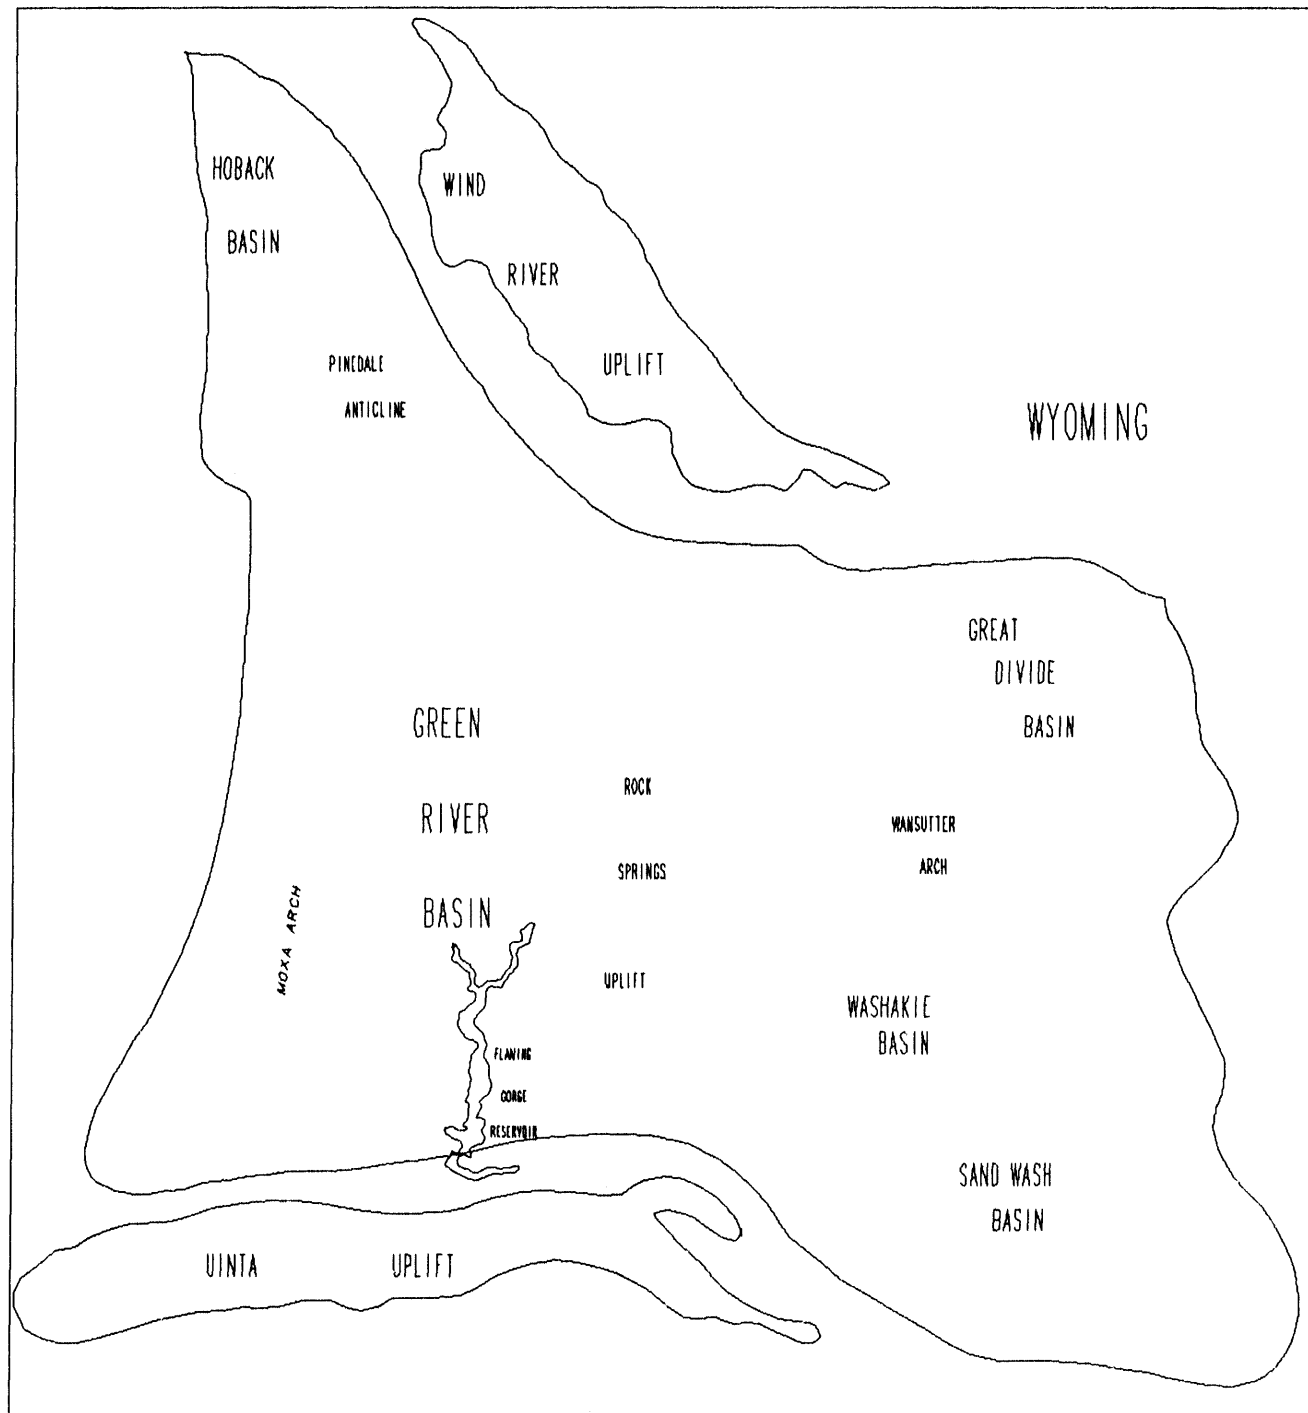 HOBACK
BASIN
WIND
RIVER
UPLIFT
PINEDALE
ANTICLINE
WYOMING
GREAT
DIVIDE
BASIN
GREEN
RIVER
BASIN
ROCK
SPRINGS
UPLIFT
WAMSUTTER
ARCH
MOXA ARCH
WASHAKIE
BASIN
FLAMING
GORGE
RESERVOIR
SAND WASH
BASIN
UINTA UPLIFT